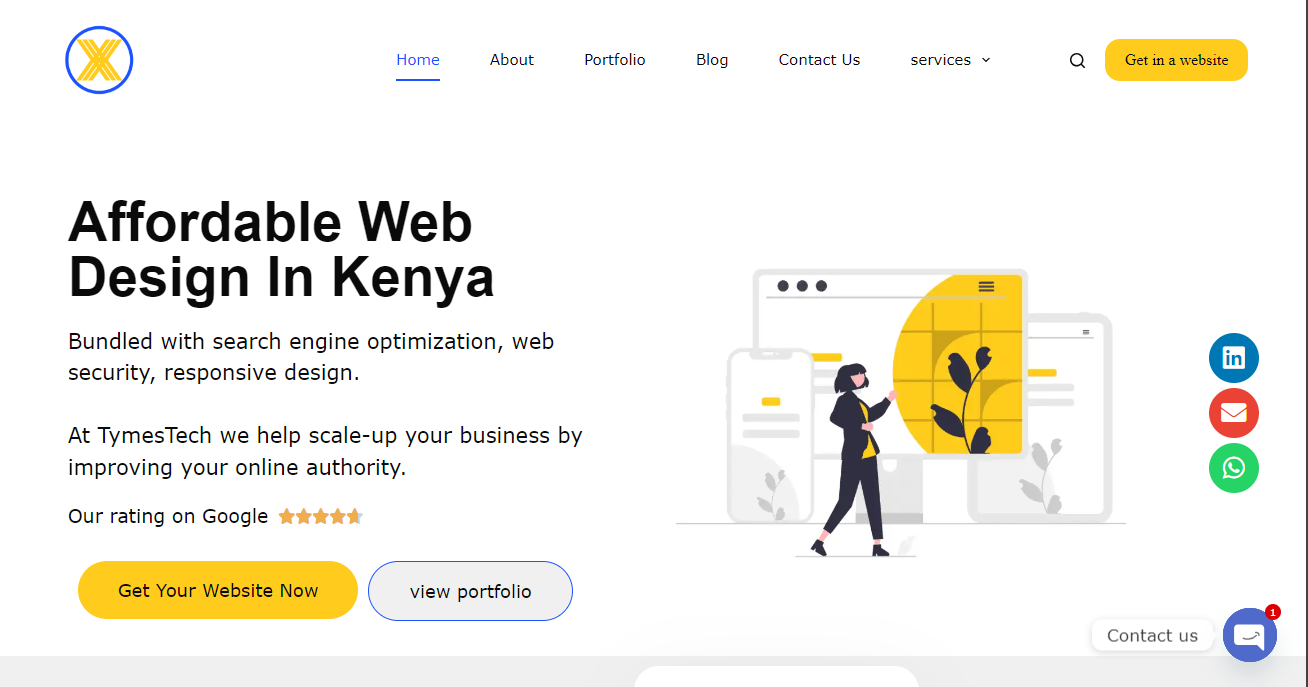 Home About Portfolio Blog Contact Us services Get in a website
Affordable Web
Design In Kenya
Bundled with search engine optimization, web
security, responsive design.
At TymesTech we help scale-up your business by
improving your online authority.
Our rating on Google
Get Your Website Now view portfolio
in
1
Contact us